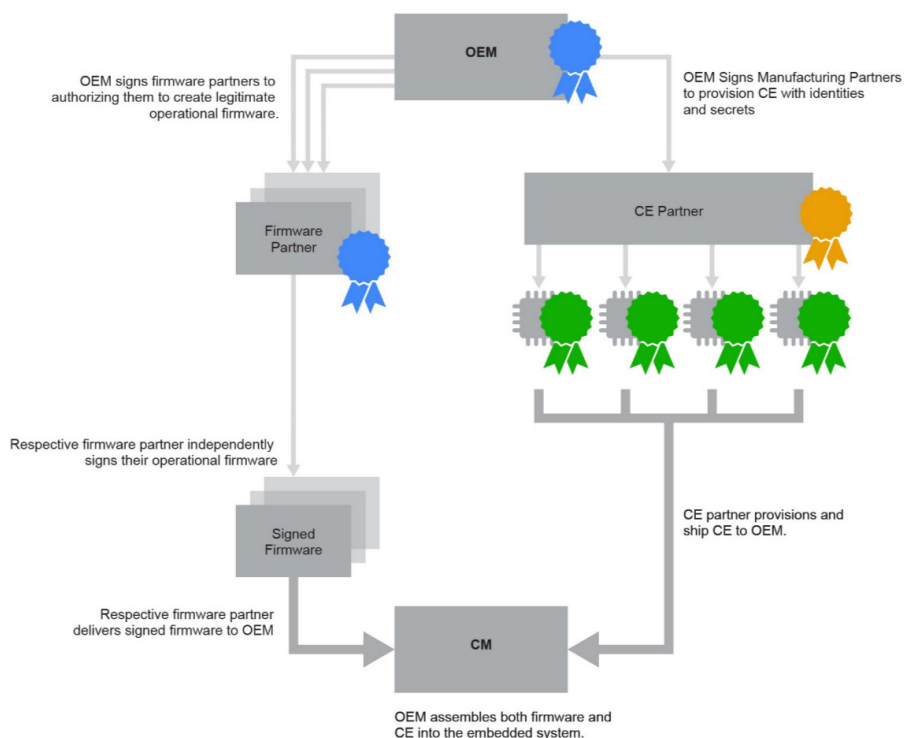 OEM
OEM signs firmware partners to
authorizing them to create legitimate
operational firmware.
OEM Signs Manufacturing Partners
to provision CE with identities
and secrets
Firmware
Partner
CE Partner
Respective firmware partner independently
signs their operational firmware
Signed
Firmware
CE partner provisions and
ship CE to OEM.
Respective firmware partner
delivers signed firmware to OEM
CM
OEM assembles both firmware and
CE into the embedded system.